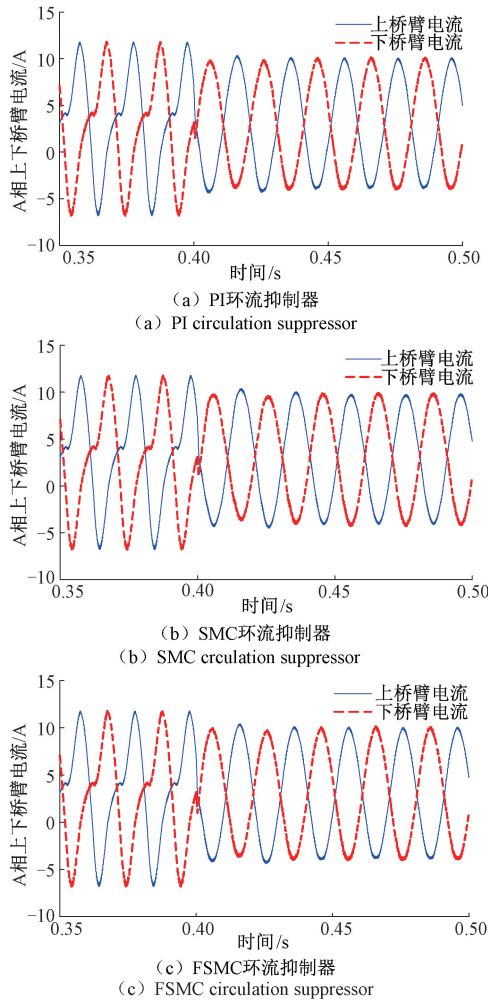 15
10
5
0
−5
−10
A相上下桥臂电流/A
上桥臂电流
下桥臂电流
0.35
0.40
0.45
0.50
时间/s
（a）PI环流抑制器
（a）PI circulation suppressor
15
10
5
0
−5
−10
A相上下桥臂电流/A
上桥臂电流
下桥臂电流
0.35
0.40
0.45
0.50
时间/s
（b）SMC环流抑制器
（b）SMC crculation suppressor
15
10
5
0
−5
−10
A相上下桥臂电流/A
上桥臂电流
下桥臂电流
0.35
0.40
0.45
0.50
时间/s
（c）FSMC环流抑制器
（c）FSMC circulation suppressor